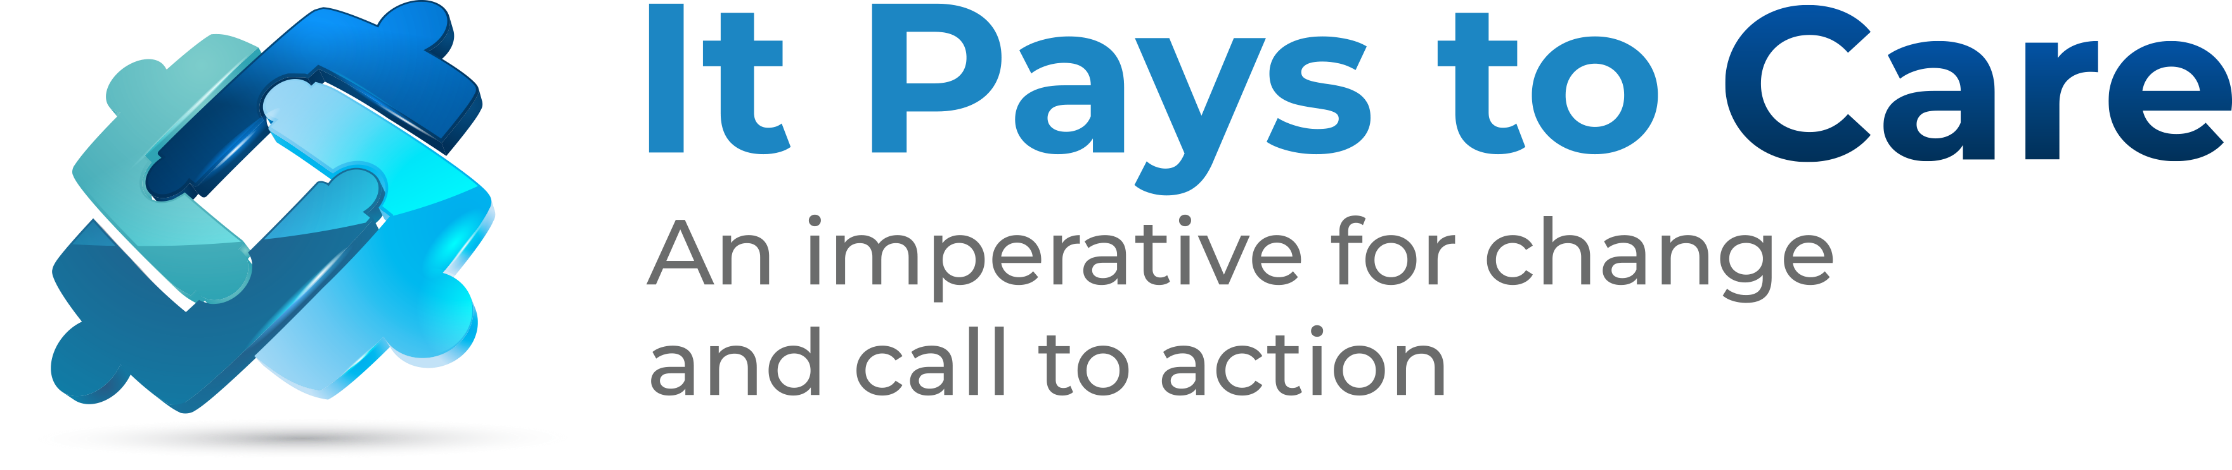 It Pays to Care
An imperative for change
and call to action